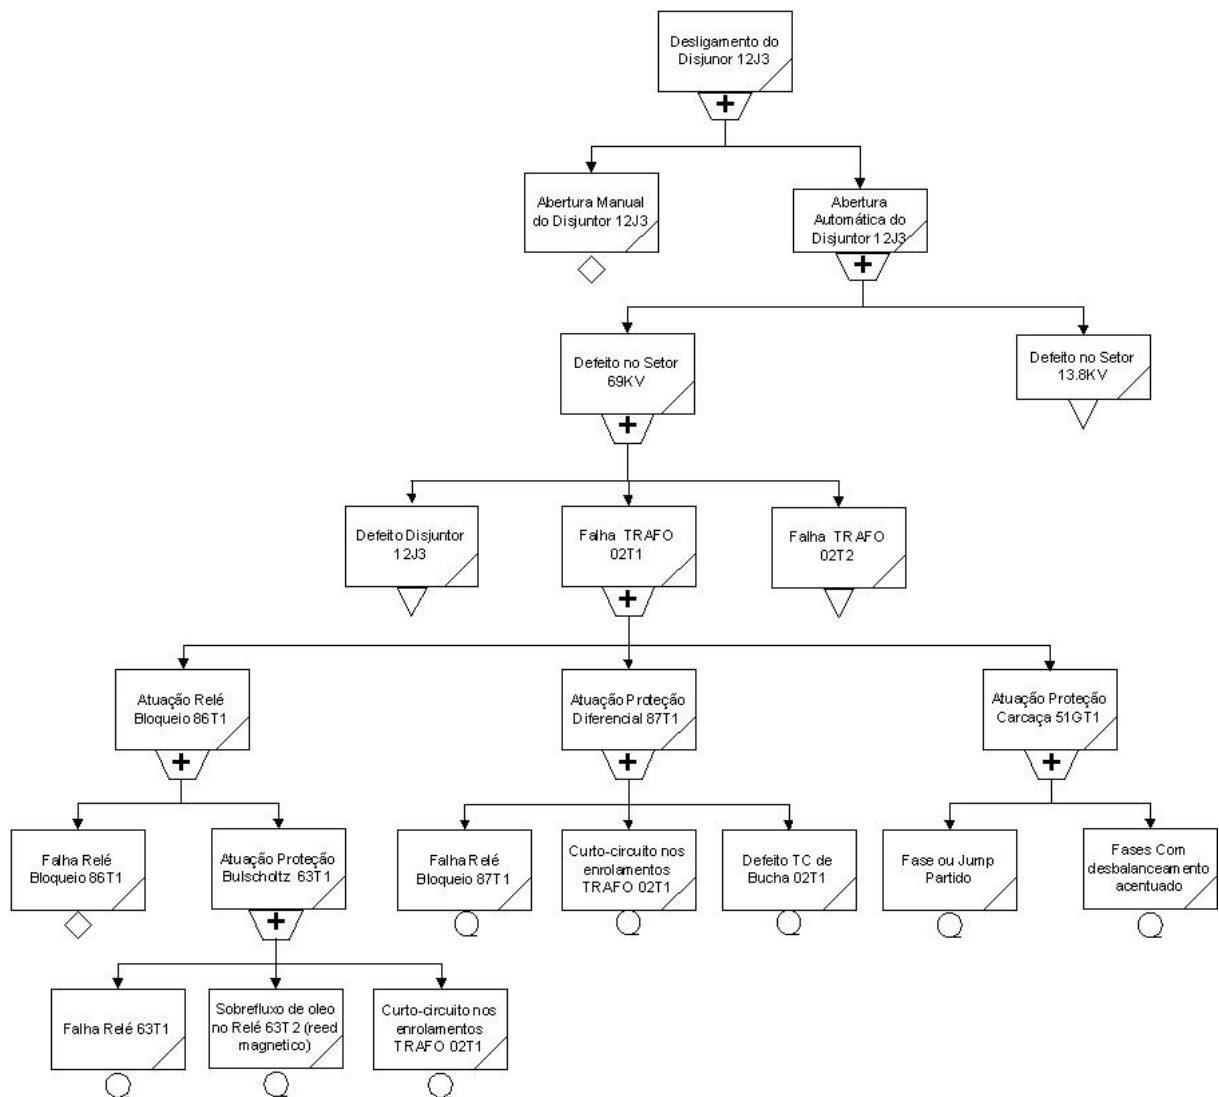 Desligamento do
Disjunor 12J3
Abertura Manual
do Disjuntor 12J3
Abertura
Automática do
Disjuntor 12J3
Defeito no Setor
69KV
Defeito no Setor
13.8KV
Defeito Disjuntor
12J3
Falha TRAFO
02T1
Falha TRAFO
02T2
Atuação Relé
Bloqueio 86T1
Atuação Proteção
Diferencial 87T1
Atuação Proteção
Carcaça 51GT1
Falha Relé
Bloqueio 86T1
Atuação Proteção
Bulscholtz 63T1
Falha Relé
Bloqueio 87T1
Curto-circuito nos
enrolamentos
TRAFO 02T1
Defeito TC de
Bucha 02T1
Fase ou Jump
Partido
Fases Com
desbalanceamento
acentuado
Falha Relé 63T1
Sobrefluxo de oleo
no Relé 63T2 (reed
magnetico)
Curto-circuito nos
enrolamentos
TRAFO 02T1